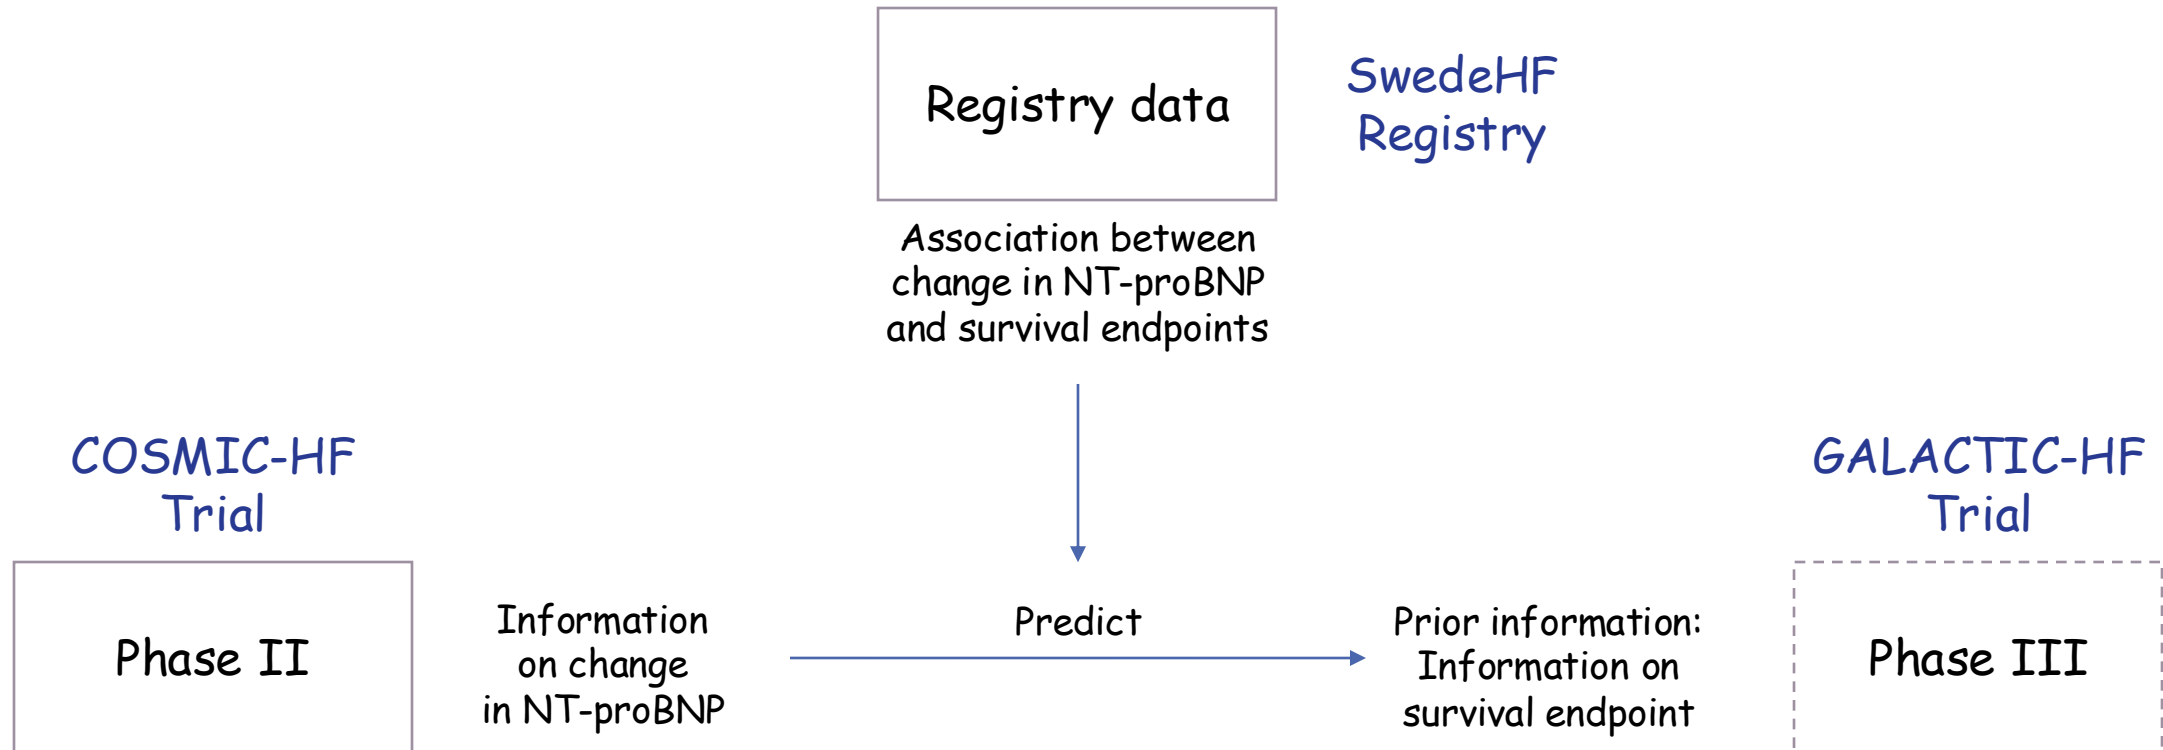 Registry data
SwedeHF
Registry
Association between
change in NT-proBNP
and survival endpoints
COSMIC-HF
Trial
GALACTIC-HF
Trial
Phase II
Information
on change
in NT-proBNP
Predict
Prior information:
Information on
survival endpoint
Phase III